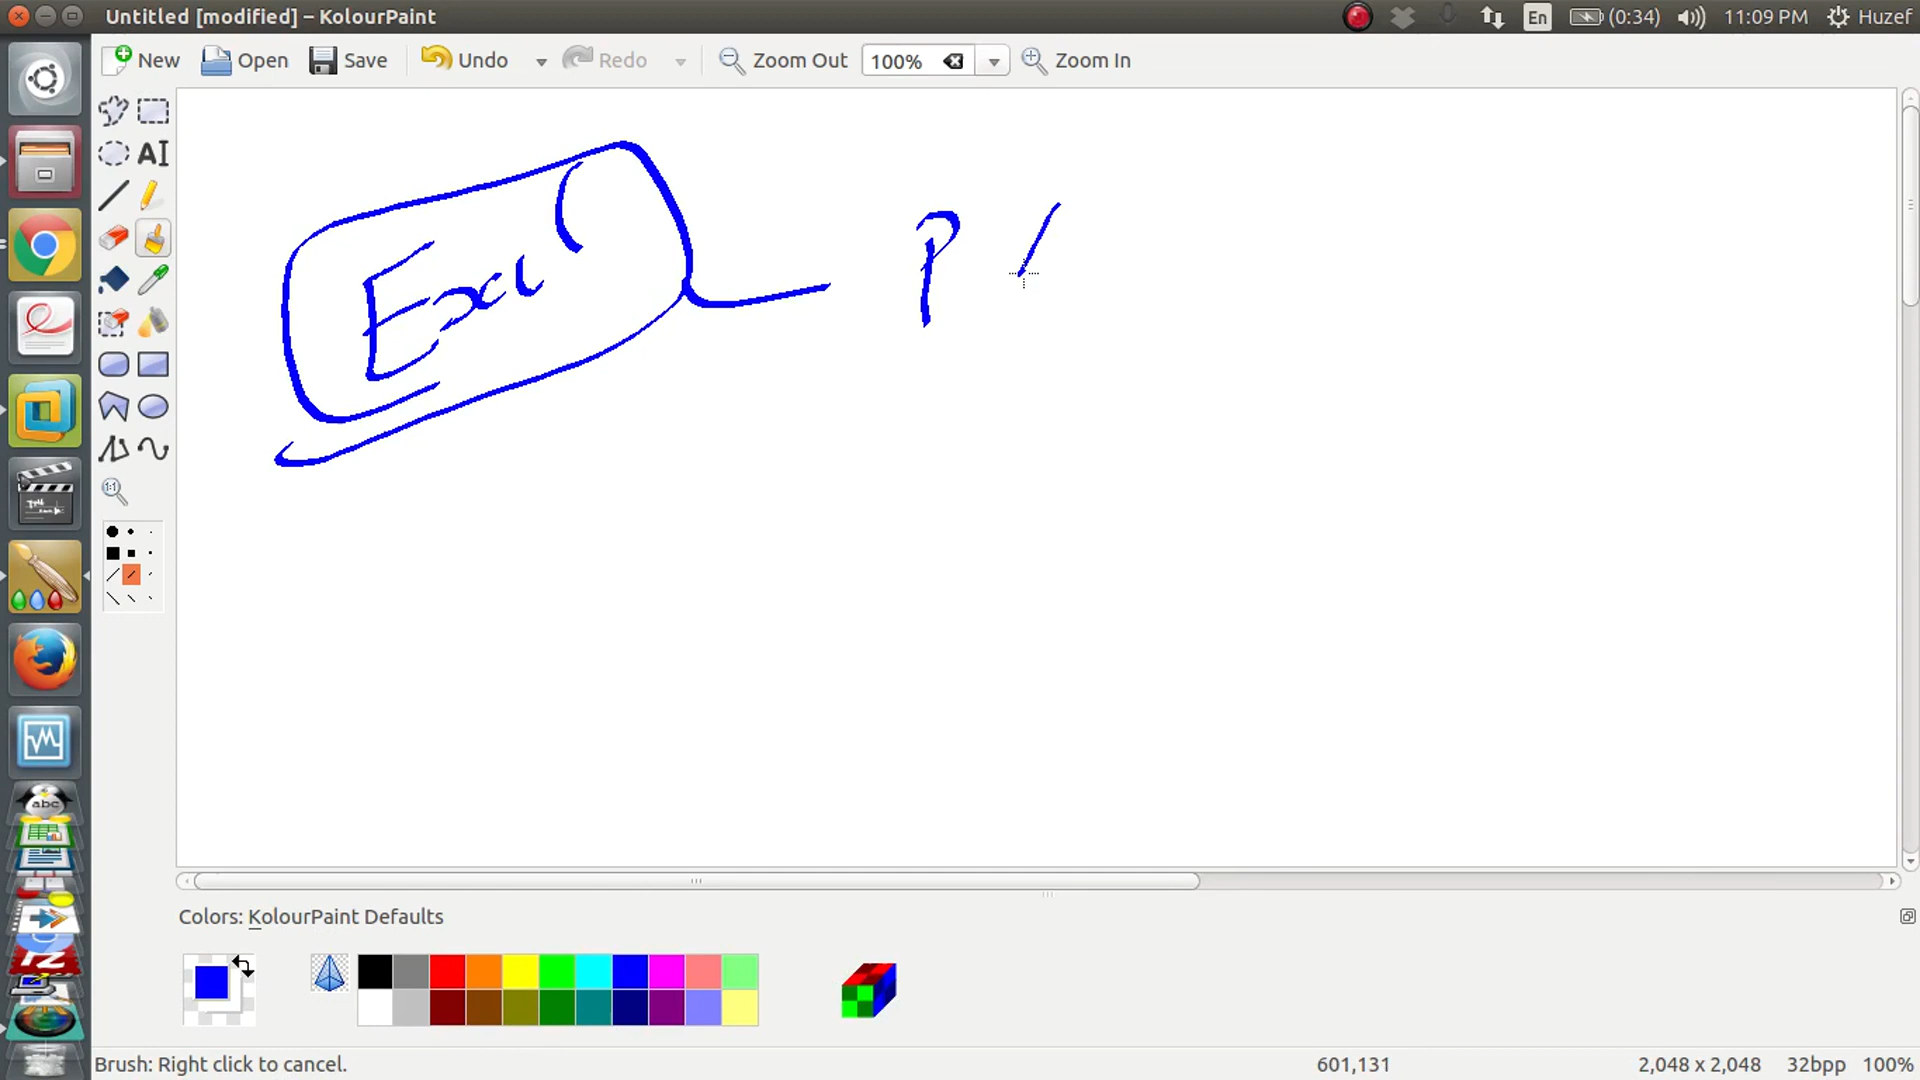 Untitled [modified] – KolourPaint
En
(0:34)
11:09 PM
Huzef
New
Open
Save
Undo
Redo
Zoom Out
100%
Zoom In
P
Colors: KolourPaint Defaults
Brush: Right click to cancel.
601,131
2,048 x 2,048
32bpp
100%